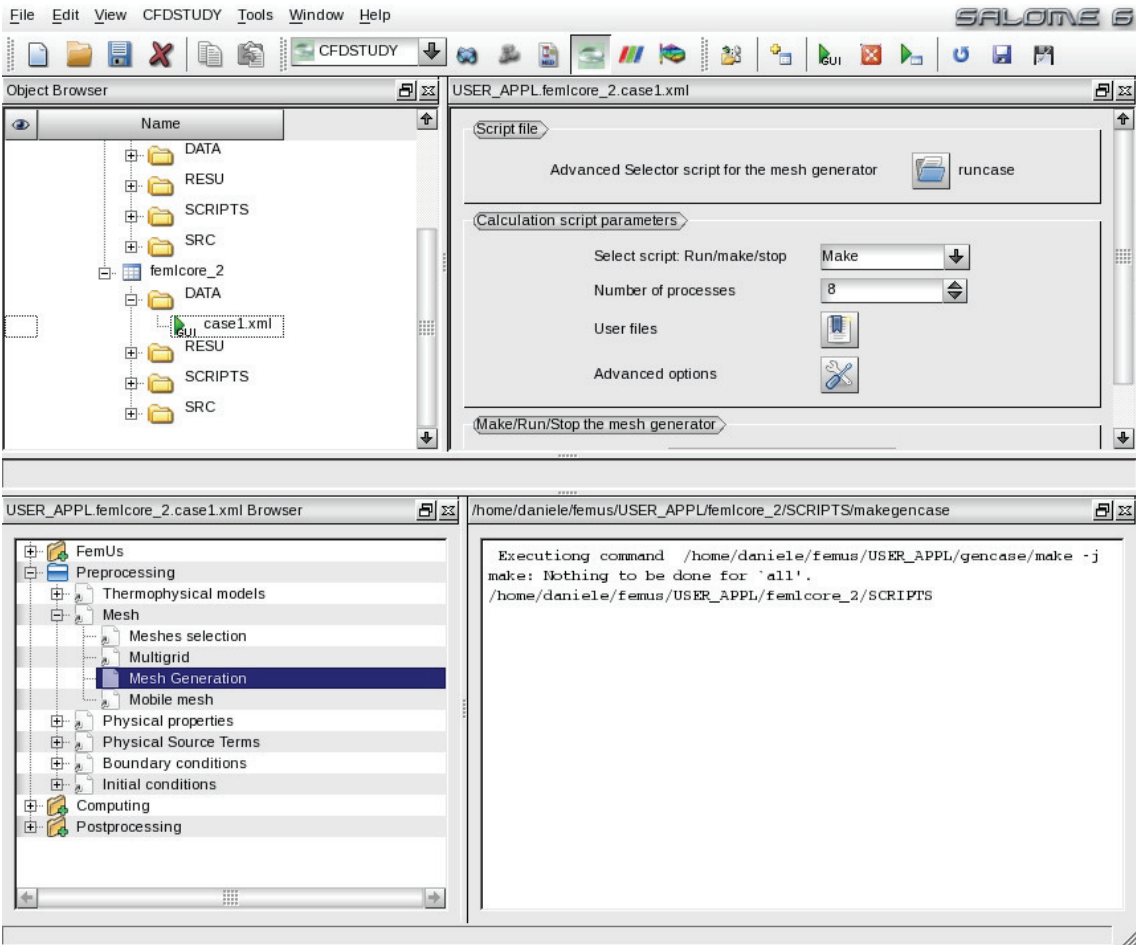 File Edit View CFDSTUDY Tools Window Help
SALOME 6
CFDSTUDY
GUI
Object Browser
Name
DATA
RESU
SCRIPTS
SRC
femlcore_2
DATA
GUI case1.xml
RESU
SCRIPTS
SRC
USER_APPL.femlcore_2.case1.xml
Script file
Advanced Selector script for the mesh generator runcase
Calculation script parameters
Select script: Run/make/stop Make
Number of processes 8
User files
Advanced options
Make/Run/Stop the mesh generator
USER_APPL.femlcore_2.case1.xml Browser
FemUs
Preprocessing
Thermophysical models
Mesh
Meshes selection
Multigrid
Mesh Generation
Mobile mesh
Physical properties
Physical Source Terms
Boundary conditions
Initial conditions
Computing
Postprocessing
/home/daniele/femus/USER_APPL/femlcore_2/SCRIPTS/makegencase
Executiong command /home/daniele/femus/USER_APPL/gencase/make -j
make: Nothing to be done for `all'.
/home/daniele/femus/USER_APPL/femlcore_2/SCRIPTS